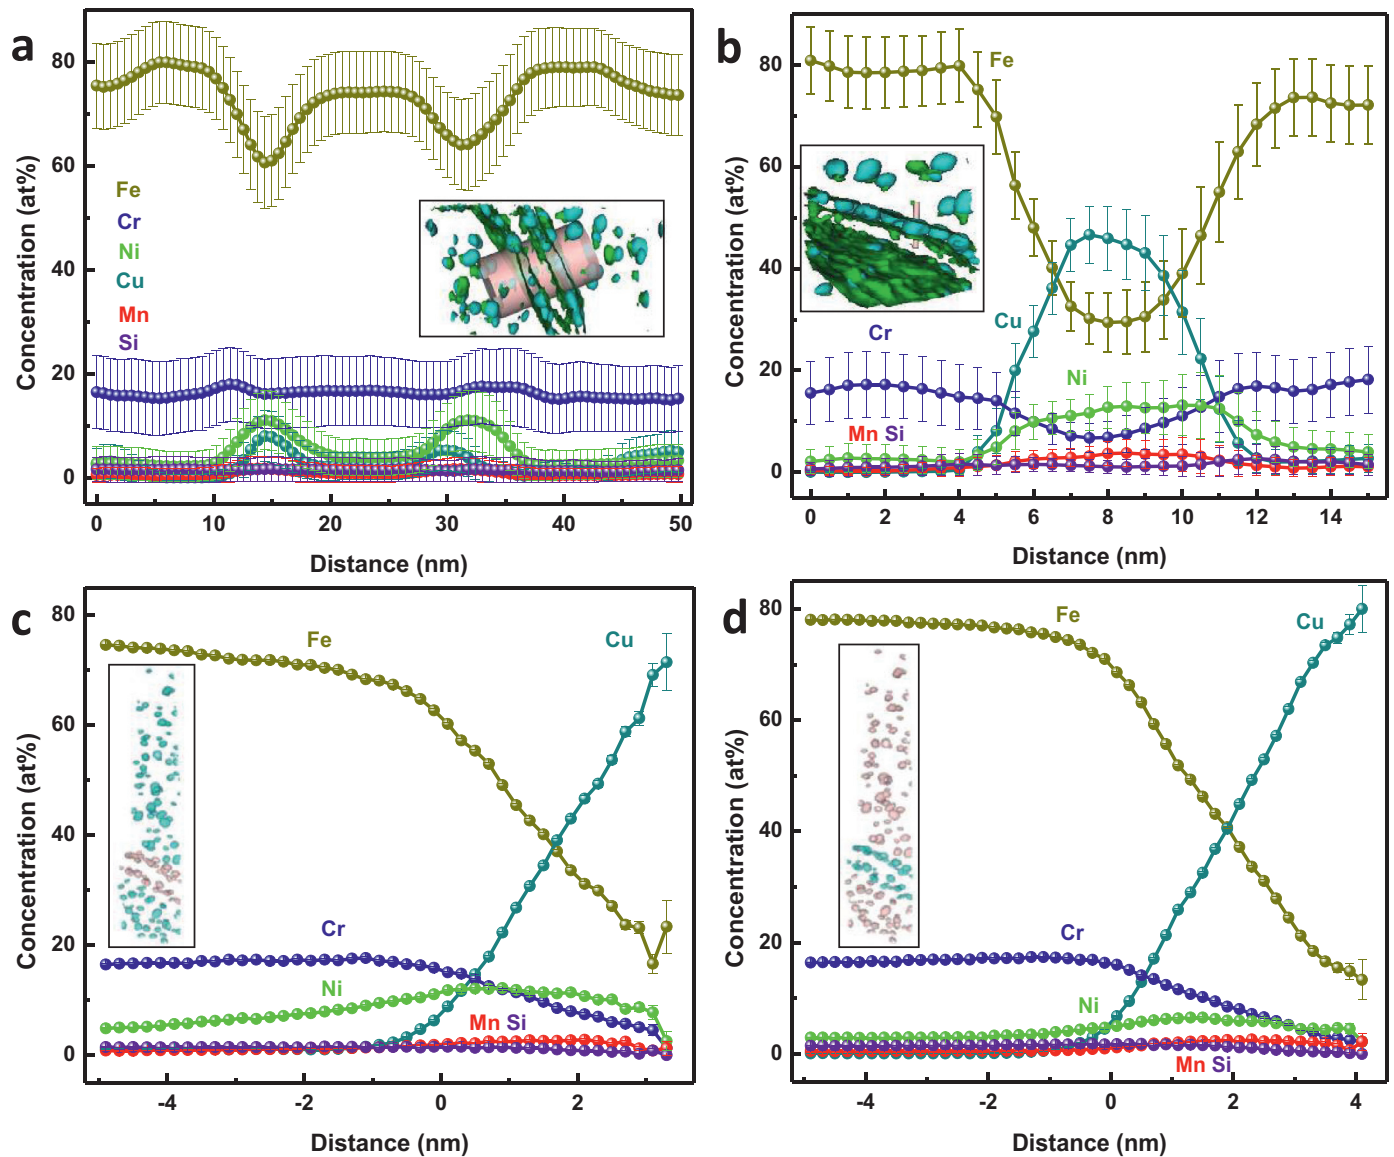 a
Concentration (at%)
80
60
40
20
0
Fe
Cr
Ni
Cu
Mn
Si
0 10 20 30 40 50
Distance (nm)
b
Concentration (at%)
80
60
40
20
0
Fe
Cu
Cr
Ni
Mn Si
0 2 4 6 8 10 12 14
Distance (nm)
c
Concentration (at%)
80
60
40
20
0
Fe
Cu
Cr
Ni
Mn Si
-4 -2 0 2
Distance (nm)
d
Concentration (at%)
80
60
40
20
0
Fe
Cu
Cr
Ni
Mn Si
-4 -2 0 2 4
Distance (nm)